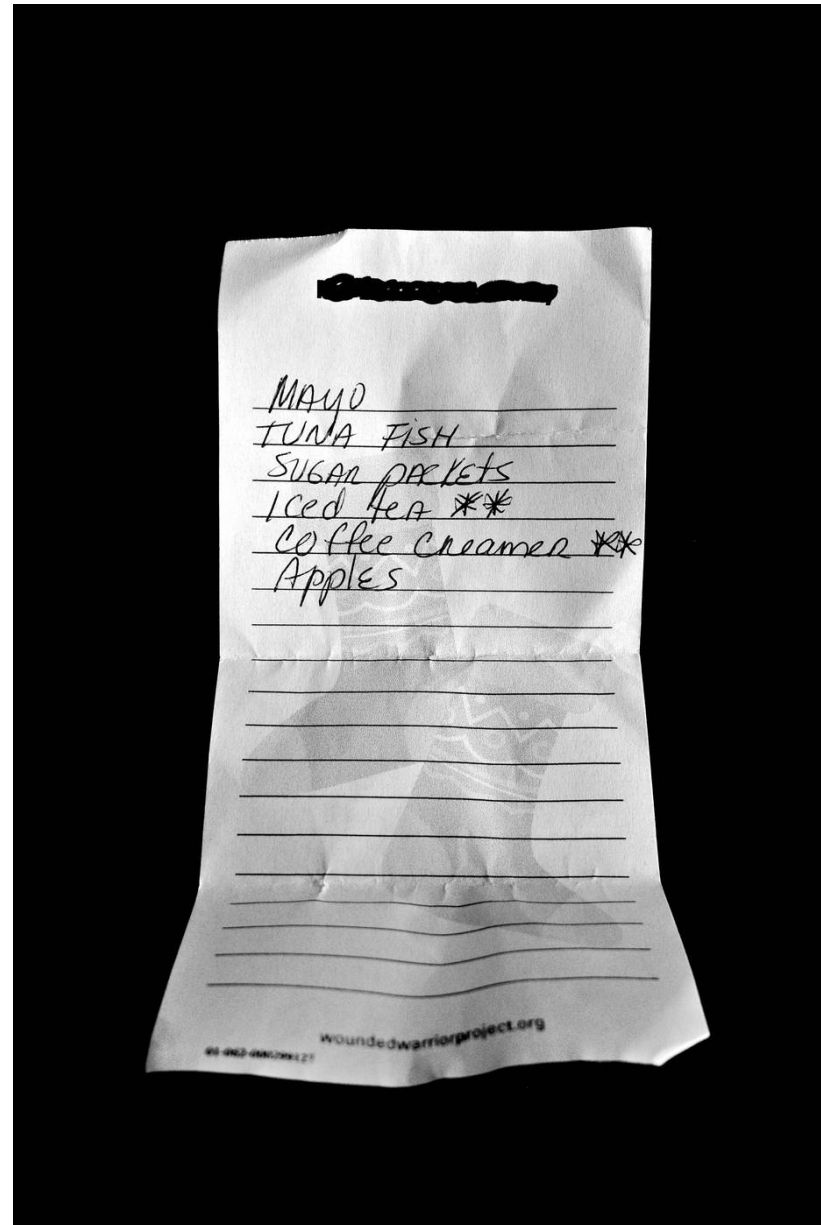 MAYO
TUNA FISH
SUGAR PACKETS
Iced teA **
Coffee Creamer **
Apples
woundedwarriorproject.org